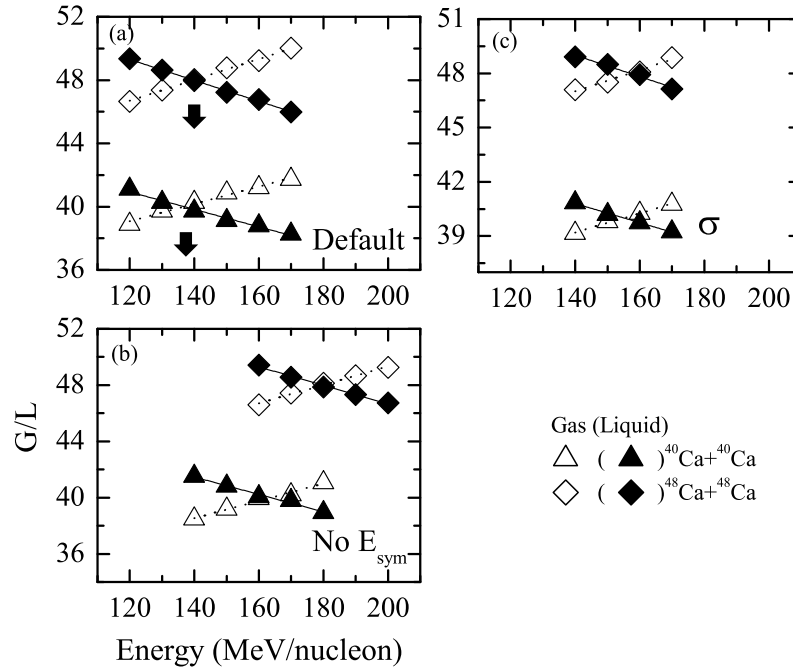 (a)
52
48
44
40
36
120 140 160 180 200
Default
(c)
51
48
45
42
39
120 140 160 180 200
σ
(b)
52
48
44
40
36
120 140 160 180 200
No E_sym
G/L
Energy (MeV/nucleon)
Gas (Liquid)
( )⁴⁰Ca+⁴⁰Ca
( )⁴⁸Ca+⁴⁸Ca